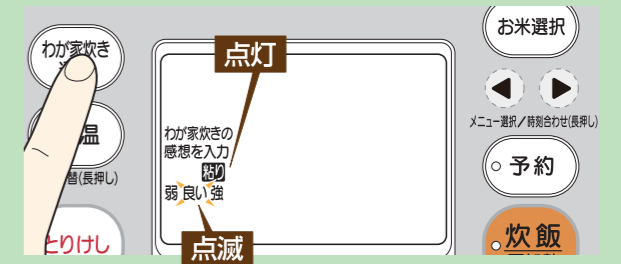 わが家炊き
お米選択
点灯
メニュー選択／時刻合わせ(長押し)
温
わが家炊きの
感想を入力
粘り
弱 良い 強
予約
替(長押し)
とりけし
点滅
炊飯